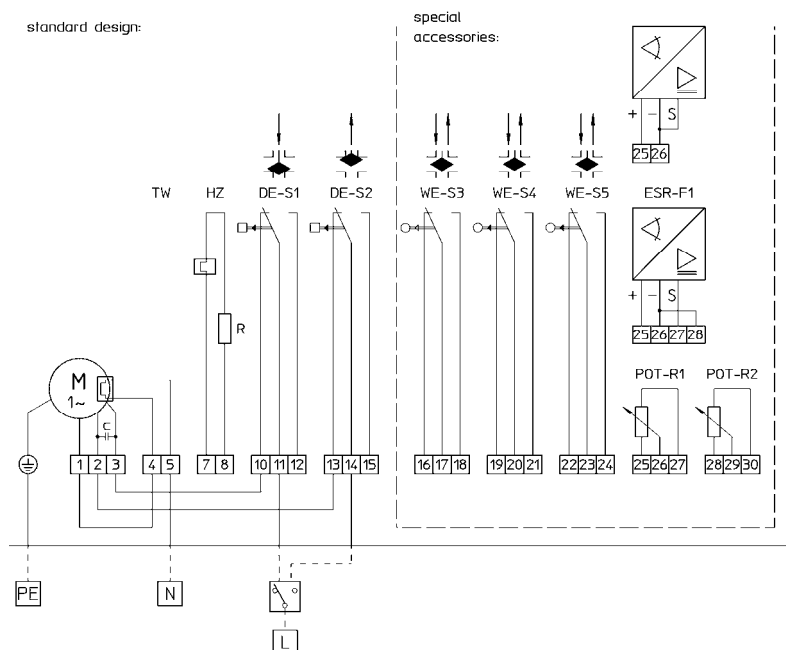 standard design:
special
accessories:
+ − S
25 26
TW HZ DE-S1 DE-S2 WE-S3 WE-S4 WE-S5 ESR-F1
R
+ − S
25 26 27 28
M
1~
C
POT-R1 POT-R2
1 2 3 4 5 7 8 10 11 12 13 14 15 16 17 18 19 20 21 22 23 24 25 26 27 28 29 30
PE N
L